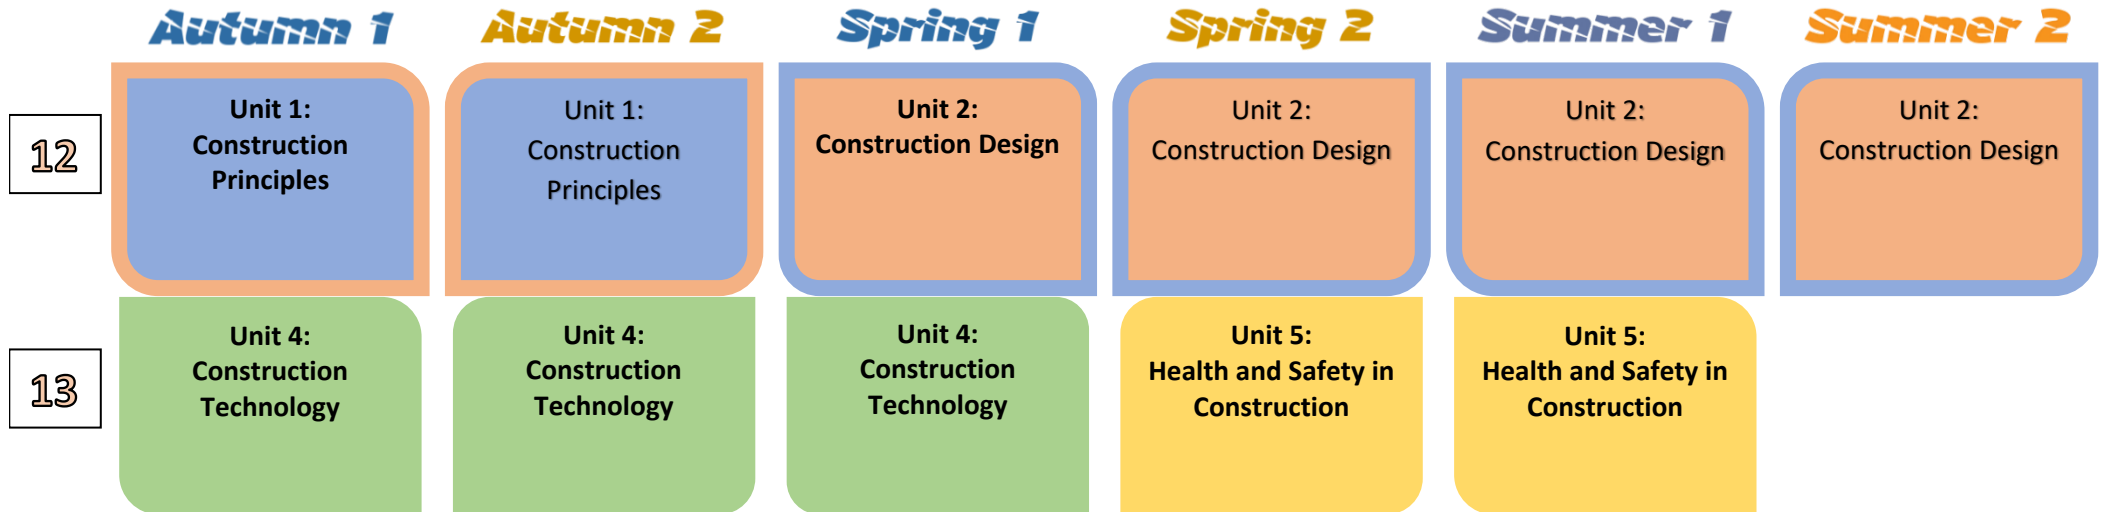 Autumn 1
Autumn 2
Spring 1
Spring 2
Summer 1
Summer 2
12
Unit 1:
Construction
Principles
Unit 1:
Construction
Principles
Unit 2:
Construction Design
Unit 2:
Construction Design
Unit 2:
Construction Design
Unit 2:
Construction Design
13
Unit 4:
Construction
Technology
Unit 4:
Construction
Technology
Unit 4:
Construction
Technology
Unit 5:
Health and Safety in
Construction
Unit 5:
Health and Safety in
Construction